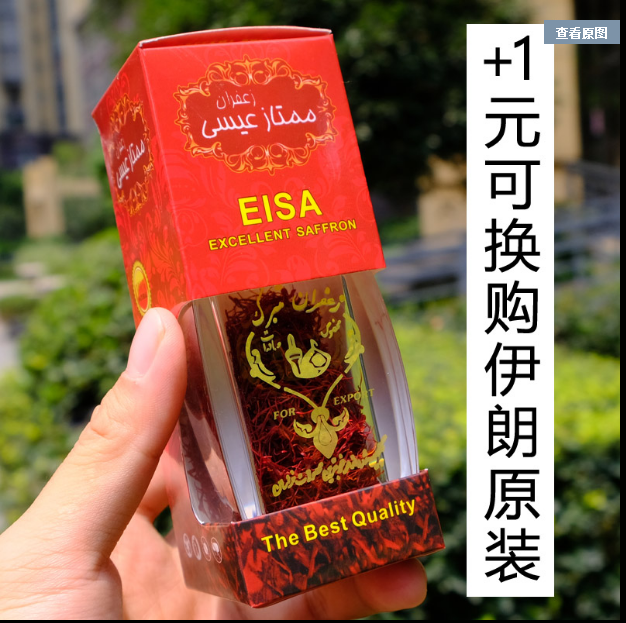 زعفران
ممتاز عیسی
ممتاز عیسی
EISA
EXCELLENT SAFFRON
زعفران
FOR EXPORT
The Best Quality
查看原图
+1元可换购伊朗原装